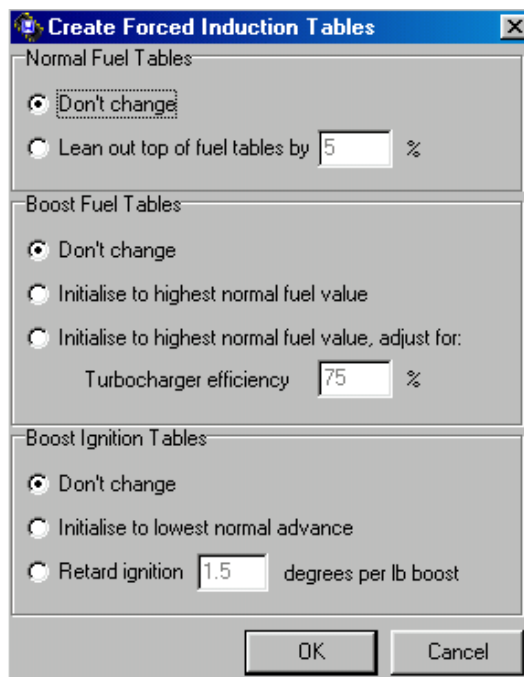 Create Forced Induction Tables
Normal Fuel Tables
Don't change
Lean out top of fuel tables by 5 %
Boost Fuel Tables
Don't change
Initialise to highest normal fuel value
Initialise to highest normal fuel value, adjust for:
Turbocharger efficiency 75 %
Boost Ignition Tables
Don't change
Initialise to lowest normal advance
Retard ignition 1.5 degrees per lb boost
OK Cancel